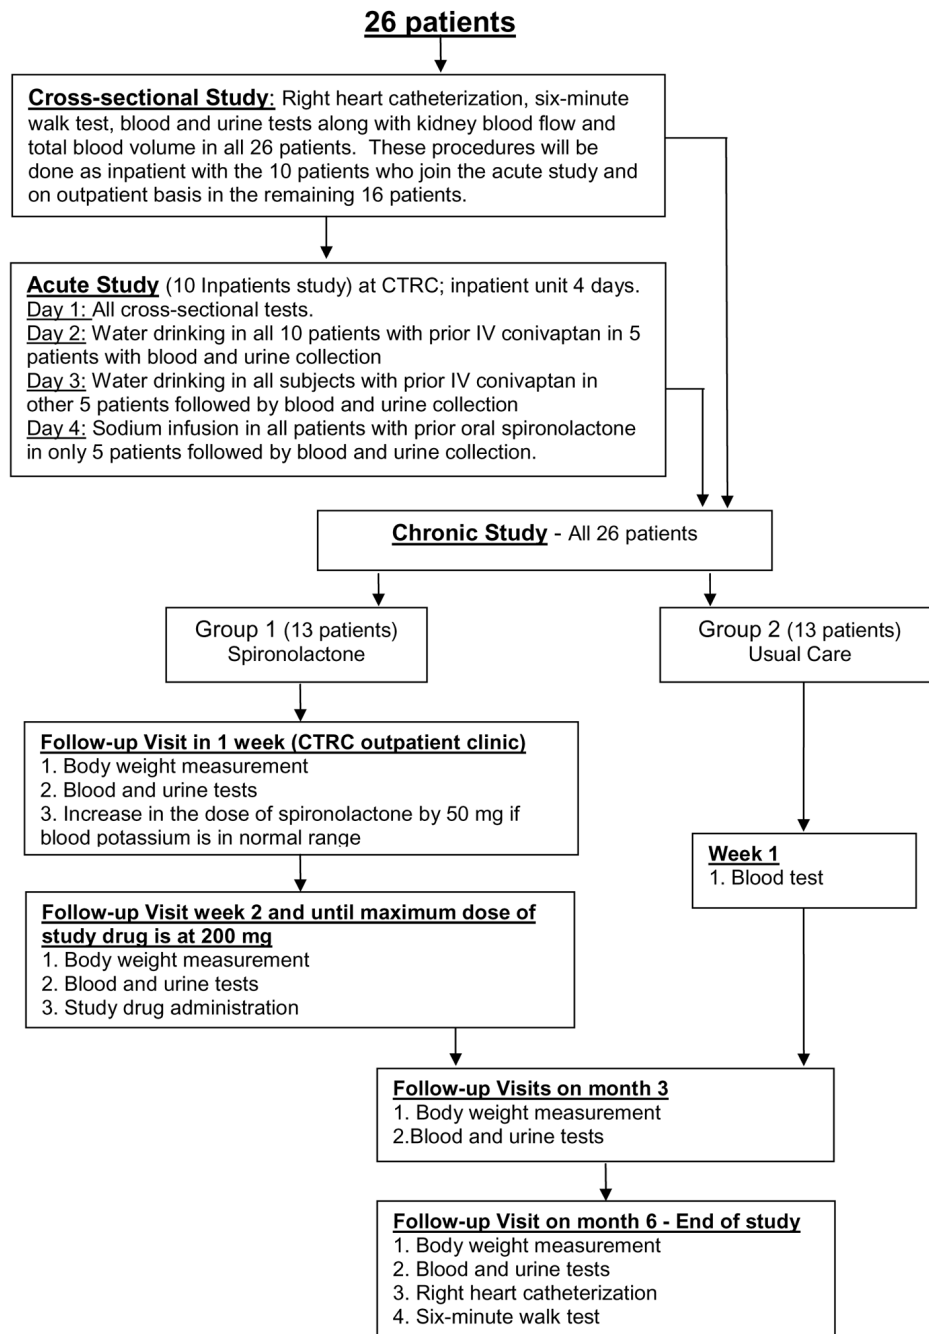 26 patients
Cross-sectional Study: Right heart catheterization, six-minute
walk test, blood and urine tests along with kidney blood flow and
total blood volume in all 26 patients.  These procedures will be
done as inpatient with the 10 patients who join the acute study and
on outpatient basis in the remaining 16 patients.
Acute Study (10 Inpatients study) at CTRC; inpatient unit 4 days.
Day 1: All cross-sectional tests.
Day 2: Water drinking in all 10 patients with prior IV conivaptan in 5
patients with blood and urine collection
Day 3: Water drinking in all subjects with prior IV conivaptan in
other 5 patients followed by blood and urine collection
Day 4: Sodium infusion in all patients with prior oral spironolactone
in only 5 patients followed by blood and urine collection.
Chronic Study - All 26 patients
Group 1 (13 patients)
Spironolactone
Group 2 (13 patients)
Usual Care
Follow-up Visit in 1 week (CTRC outpatient clinic)
1. Body weight measurement
2. Blood and urine tests
3. Increase in the dose of spironolactone by 50 mg if
blood potassium is in normal range
Week 1
1. Blood test
Follow-up Visit week 2 and until maximum dose of
study drug is at 200 mg
1. Body weight measurement
2. Blood and urine tests
3. Study drug administration
Follow-up Visits on month 3
1. Body weight measurement
2.Blood and urine tests
Follow-up Visit on month 6 - End of study
1. Body weight measurement
2. Blood and urine tests
3. Right heart catheterization
4. Six-minute walk test